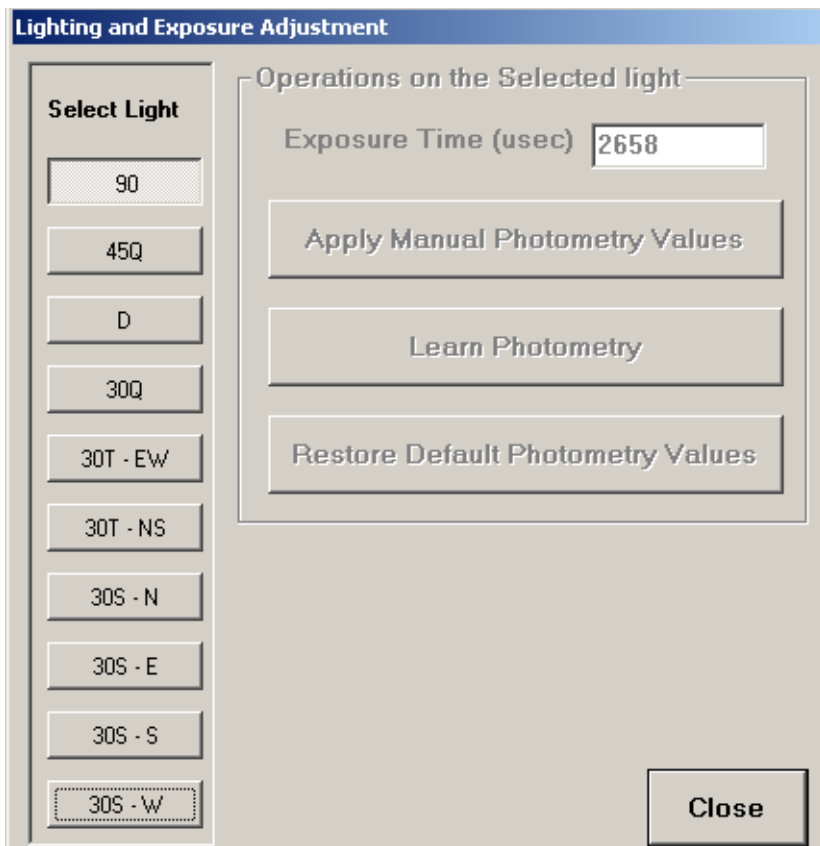 Lighting and Exposure Adjustment
Select Light
90
45Q
D
30Q
30T - EW
30T - NS
30S - N
30S - E
30S - S
30S - W
Operations on the Selected light
Exposure Time (usec) 2658
Apply Manual Photometry Values
Learn Photometry
Restore Default Photometry Values
Close